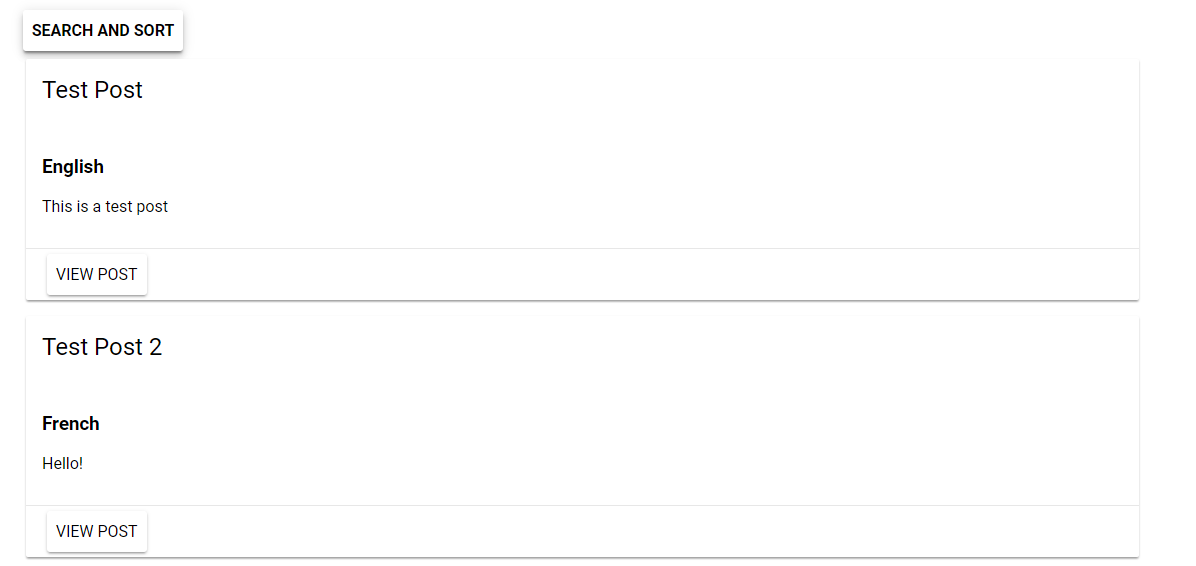 SEARCH AND SORT
Test Post
English
This is a test post
VIEW POST
Test Post 2
French
Hello!
VIEW POST